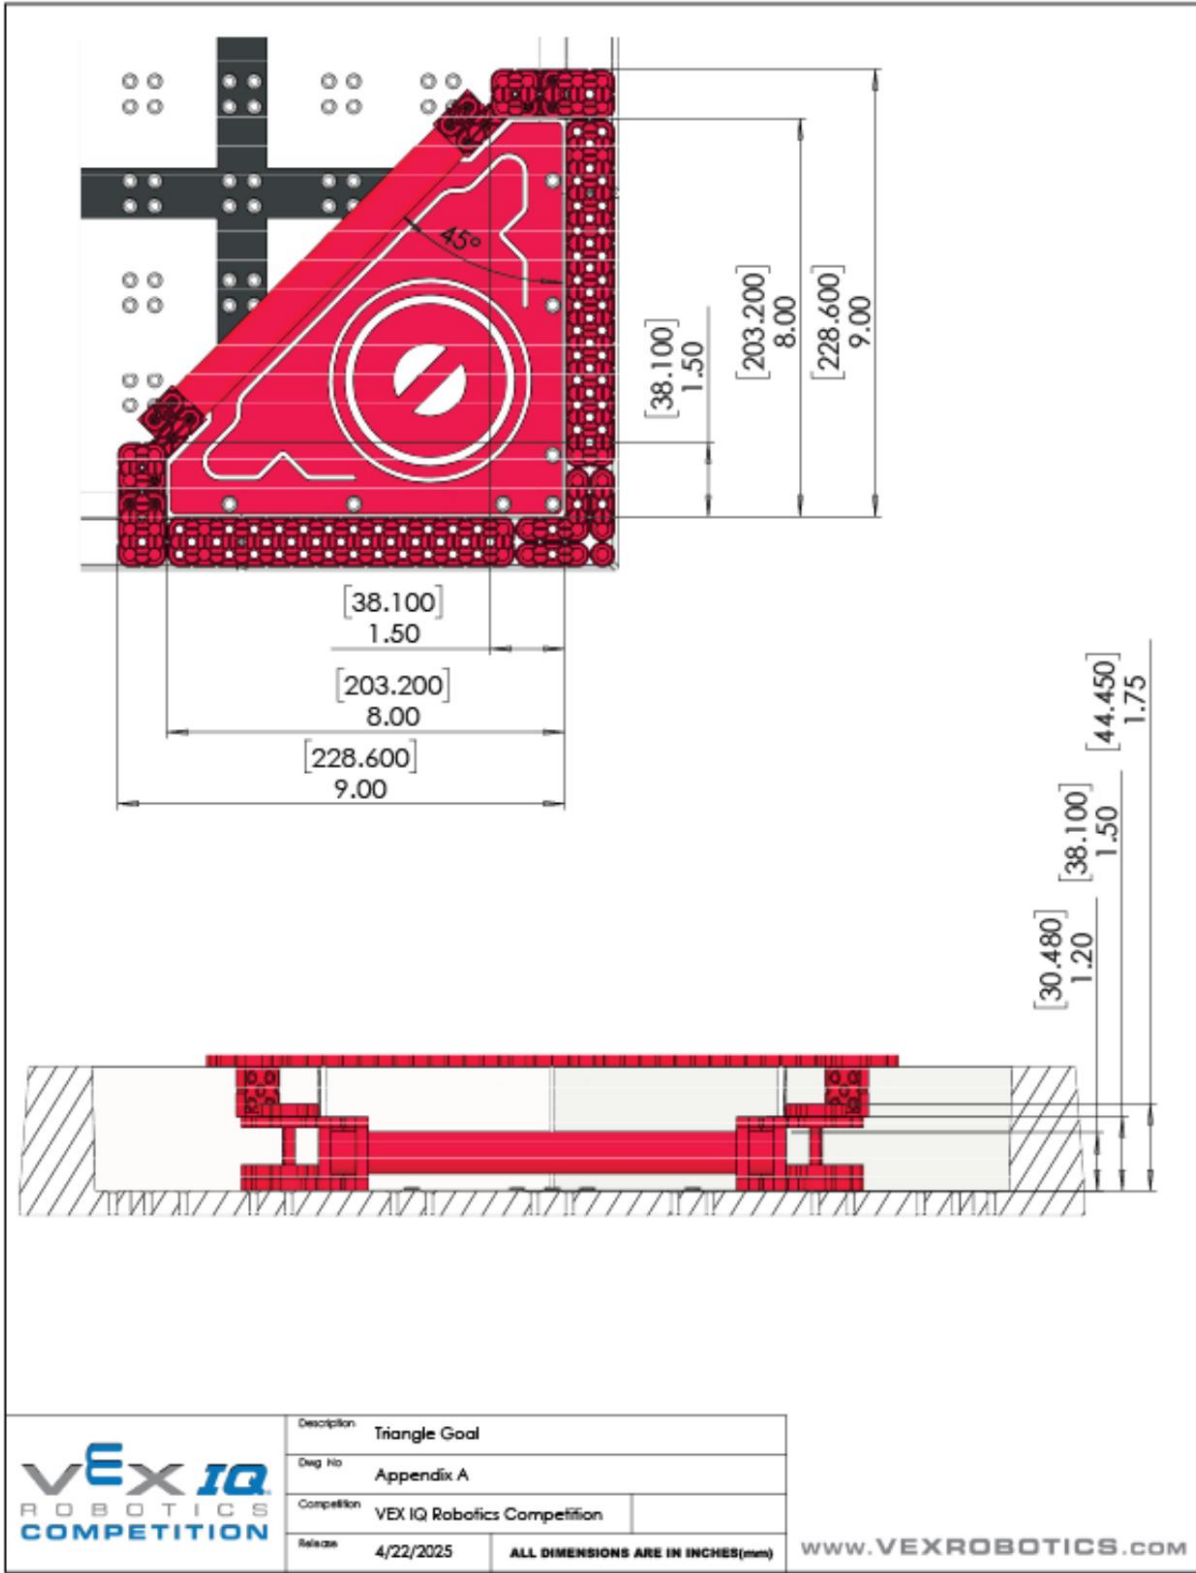 45°
[38.100]
1.50
[203.200]
8.00
[228.600]
9.00
[38.100]
1.50
[203.200]
8.00
[228.600]
9.00
[44.450]
1.75
[38.100]
1.50
[30.480]
1.20
VEX IQ
ROBOTICS
COMPETITION
Description Triangle Goal
Dwg No Appendix A
Competition VEX IQ Robotics Competition
Release 4/22/2025 ALL DIMENSIONS ARE IN INCHES(mm)
WWW.VEXROBOTICS.COM